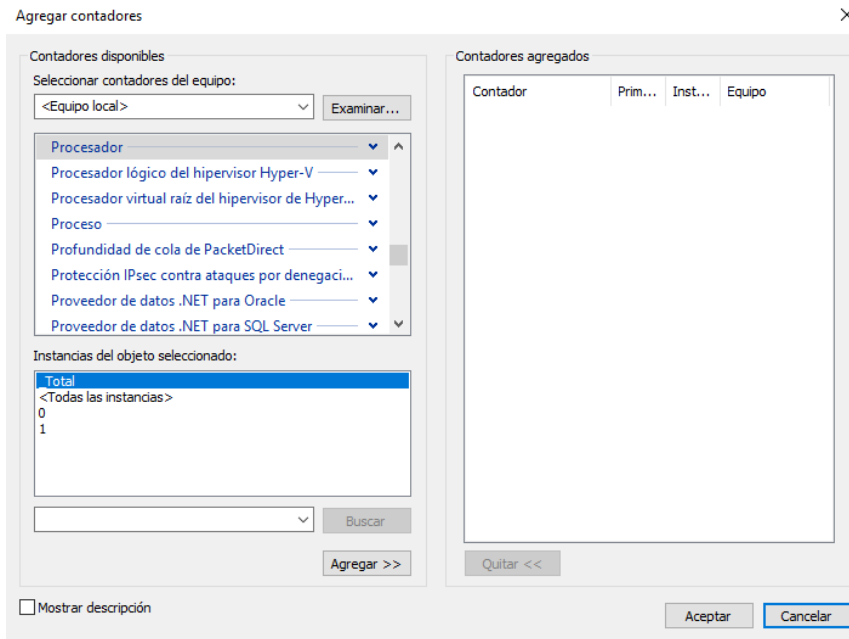 Agregar contadores
Contadores disponibles
Seleccionar contadores del equipo:
<Equipo local>
Examinar...
Procesador
Procesador lógico del hipervisor Hyper-V
Procesador virtual raíz del hipervisor de Hyper...
Proceso
Profundidad de cola de PacketDirect
Protección IPsec contra ataques por denegaci...
Proveedor de datos .NET para Oracle
Proveedor de datos .NET para SQL Server
Instancias del objeto seleccionado:
_Total
<Todas las instancias>
0
1
Buscar
Agregar >>
Contadores agregados
Contador Prim... Inst... Equipo
Quitar <<
Mostrar descripción
Aceptar Cancelar